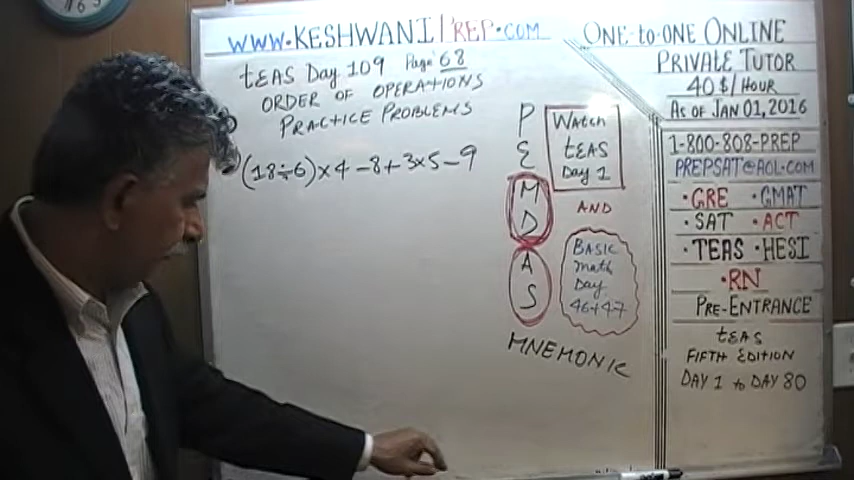 WWW.KESHWANIPREP.COM
TEAS DAY 109 Page 68
ORDER OF OPERATIONS
PRACTICE PROBLEMS
(18÷6)×4-8+3×5-9
P
E
M
D
A
S
MNEMONIC
WATCH
TEAS
DAY 1
AND
BASIC
Math
Day
46+47
ONE-to-ONE ONLINE
PRIVATE TUTOR
40$/HOUR
AS OF JAN 01, 2016
1-800-808-PREP
PREPSAT@AOL.COM
•GRE •GMAT
•SAT •ACT
•TEAS •HESI
•RN
PRE-ENTRANCE
TEAS
FIFTH EDITION
DAY 1 to DAY 80